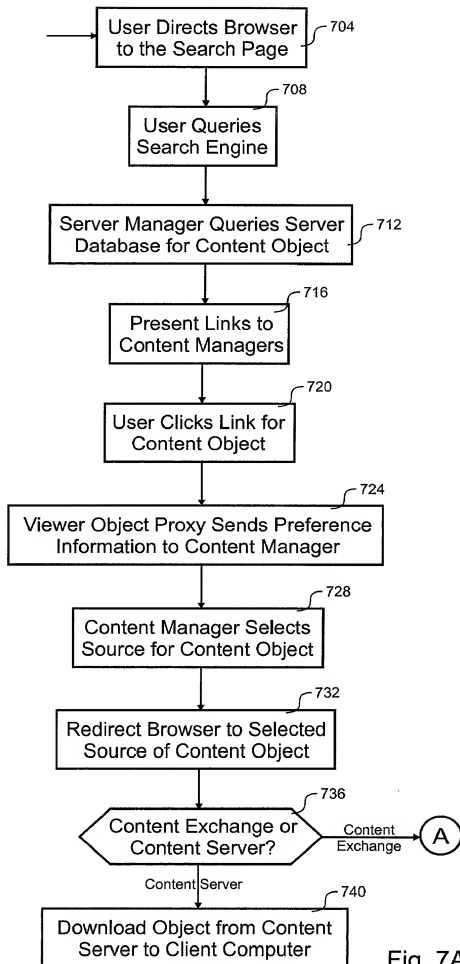 User Directs Browser
to the Search Page
704
708
User Queries
Search Engine
Server Manager Queries Server
Database for Content Object
712
716
Present Links to
Content Managers
720
User Clicks Link for
Content Object
724
Viewer Object Proxy Sends Preference
Information to Content Manager
728
Content Manager Selects
Source for Content Object
732
Redirect Browser to Selected
Source of Content Object
736
Content Exchange or
Content Server?
Content
Exchange
A
Content Server
740
Download Object from Content
Server to Client Computer
Fig. 7A